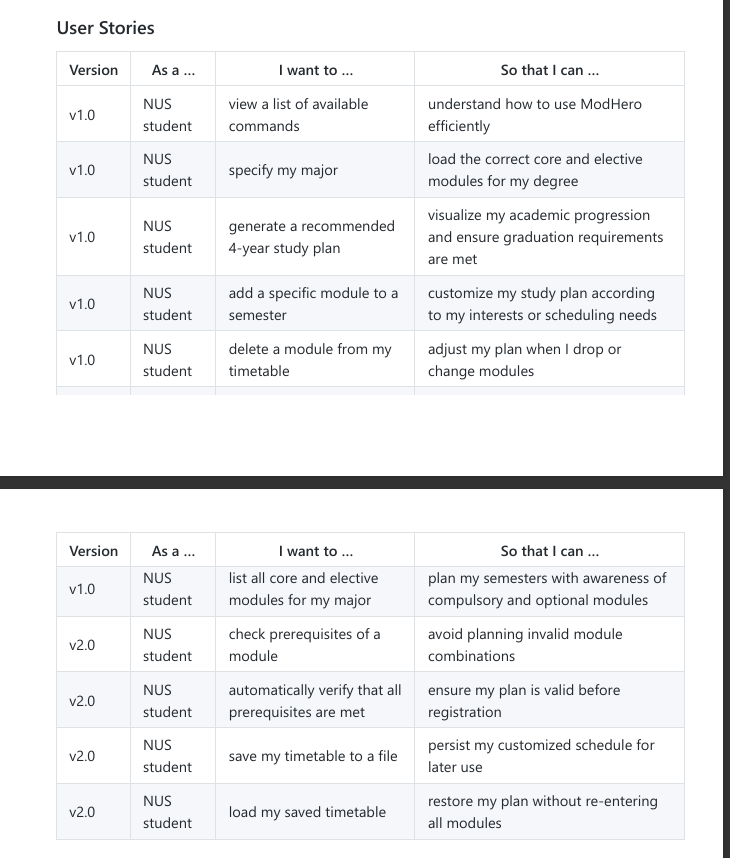 User Stories
Version As a ... I want to ... So that I can ...
v1.0 NUS student view a list of available commands understand how to use ModHero efficiently
v1.0 NUS student specify my major load the correct core and elective modules for my degree
v1.0 NUS student generate a recommended 4-year study plan visualize my academic progression and ensure graduation requirements are met
v1.0 NUS student add a specific module to a semester customize my study plan according to my interests or scheduling needs
v1.0 NUS student delete a module from my timetable adjust my plan when I drop or change modules
Version As a ... I want to ... So that I can ...
v1.0 NUS student list all core and elective modules for my major plan my semesters with awareness of compulsory and optional modules
v2.0 NUS student check prerequisites of a module avoid planning invalid module combinations
v2.0 NUS student automatically verify that all prerequisites are met ensure my plan is valid before registration
v2.0 NUS student save my timetable to a file persist my customized schedule for later use
v2.0 NUS student load my saved timetable restore my plan without re-entering all modules